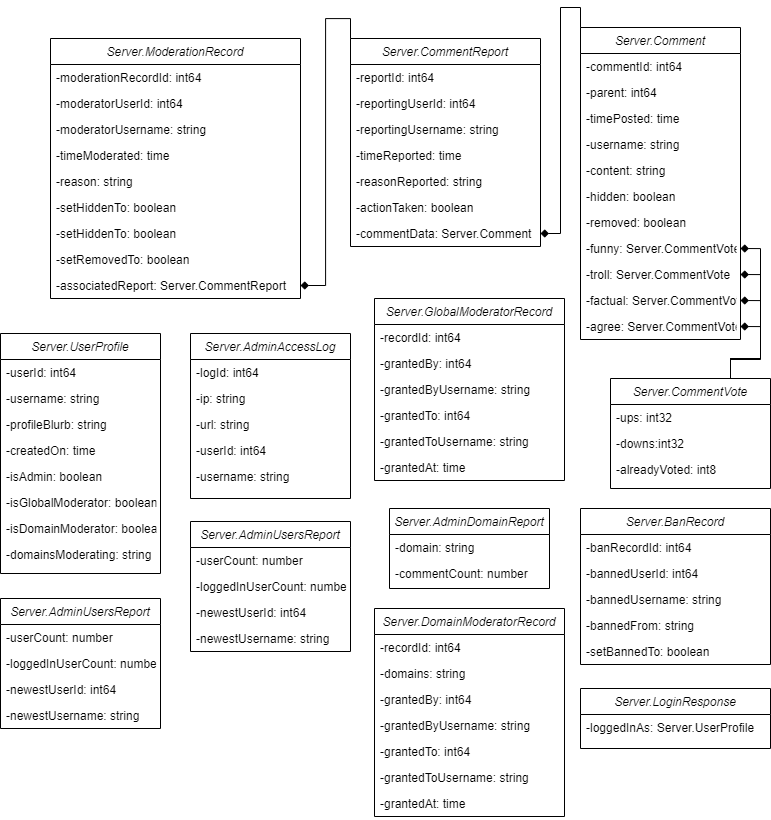 Server.ModerationRecord
-moderationRecordId: int64
-moderatorUserId: int64
-moderatorUsername: string
-timeModerated: time
-reason: string
-setHiddenTo: boolean
-setHiddenTo: boolean
-setRemovedTo: boolean
-associatedReport: Server.CommentReport
Server.CommentReport
-reportId: int64
-reportingUserId: int64
-reportingUsername: string
-timeReported: time
-reasonReported: string
-actionTaken: boolean
-commentData: Server.Comment
Server.Comment
-commentId: int64
-parent: int64
-timePosted: time
-username: string
-content: string
-hidden: boolean
-removed: boolean
-funny: Server.CommentVote
-troll: Server.CommentVote
-factual: Server.CommentVo
-agree: Server.CommentVote
Server.UserProfile
-userId: int64
-username: string
-profileBlurb: string
-createdOn: time
-isAdmin: boolean
-isGlobalModerator: boolean
-isDomainModerator: boolea
-domainsModerating: string
Server.AdminAccessLog
-logId: int64
-ip: string
-url: string
-userId: int64
-username: string
Server.GlobalModeratorRecord
-recordId: int64
-grantedBy: int64
-grantedByUsername: string
-grantedTo: int64
-grantedToUsername: string
-grantedAt: time
Server.CommentVote
-ups: int32
-downs:int32
-alreadyVoted: int8
Server.AdminUsersReport
-userCount: number
-loggedInUserCount: numbe
-newestUserId: int64
-newestUsername: string
Server.AdminDomainReport
-domain: string
-commentCount: number
Server.BanRecord
-banRecordId: int64
-bannedUserId: int64
-bannedUsername: string
-bannedFrom: string
-setBannedTo: boolean
Server.AdminUsersReport
-userCount: number
-loggedInUserCount: numbe
-newestUserId: int64
-newestUsername: string
Server.DomainModeratorRecord
-recordId: int64
-domains: string
-grantedBy: int64
-grantedByUsername: string
-grantedTo: int64
-grantedToUsername: string
-grantedAt: time
Server.LoginResponse
-loggedInAs: Server.UserProfile